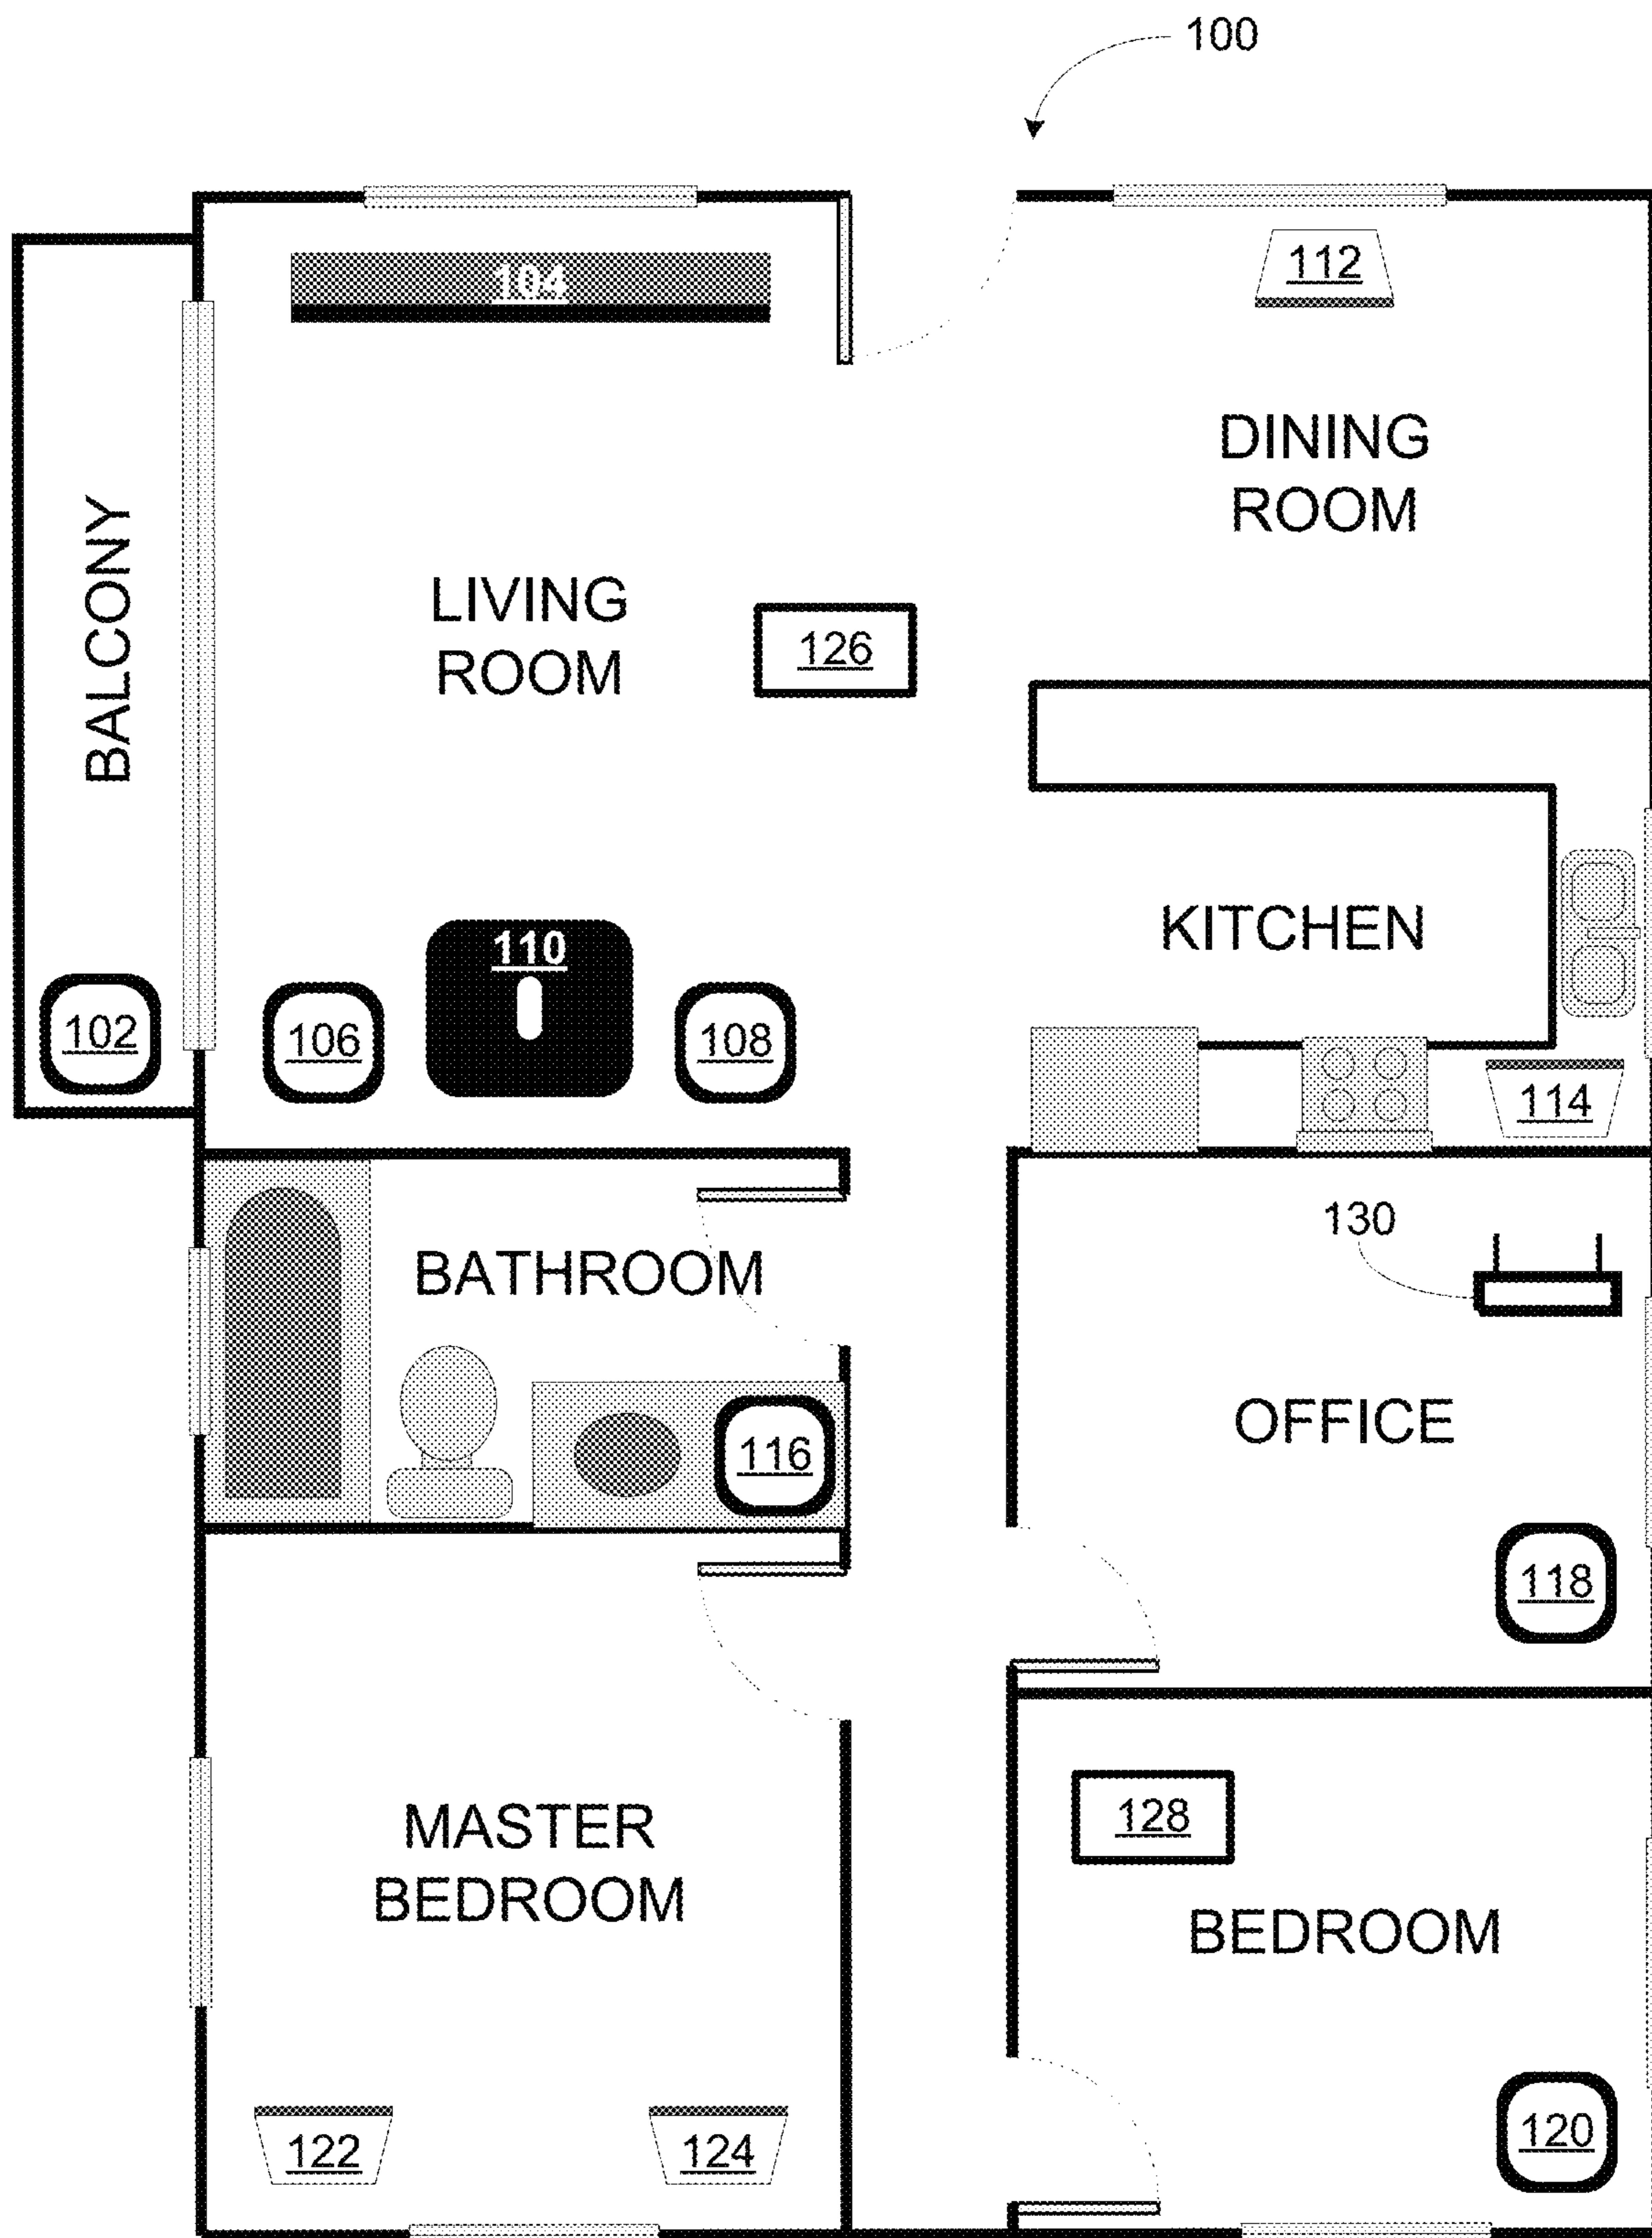 100
104
112
DINING
ROOM
BALCONY
LIVING
ROOM
126
KITCHEN
110
102
106
108
114
130
BATHROOM
OFFICE
116
118
128
MASTER
BEDROOM
BEDROOM
122
124
120